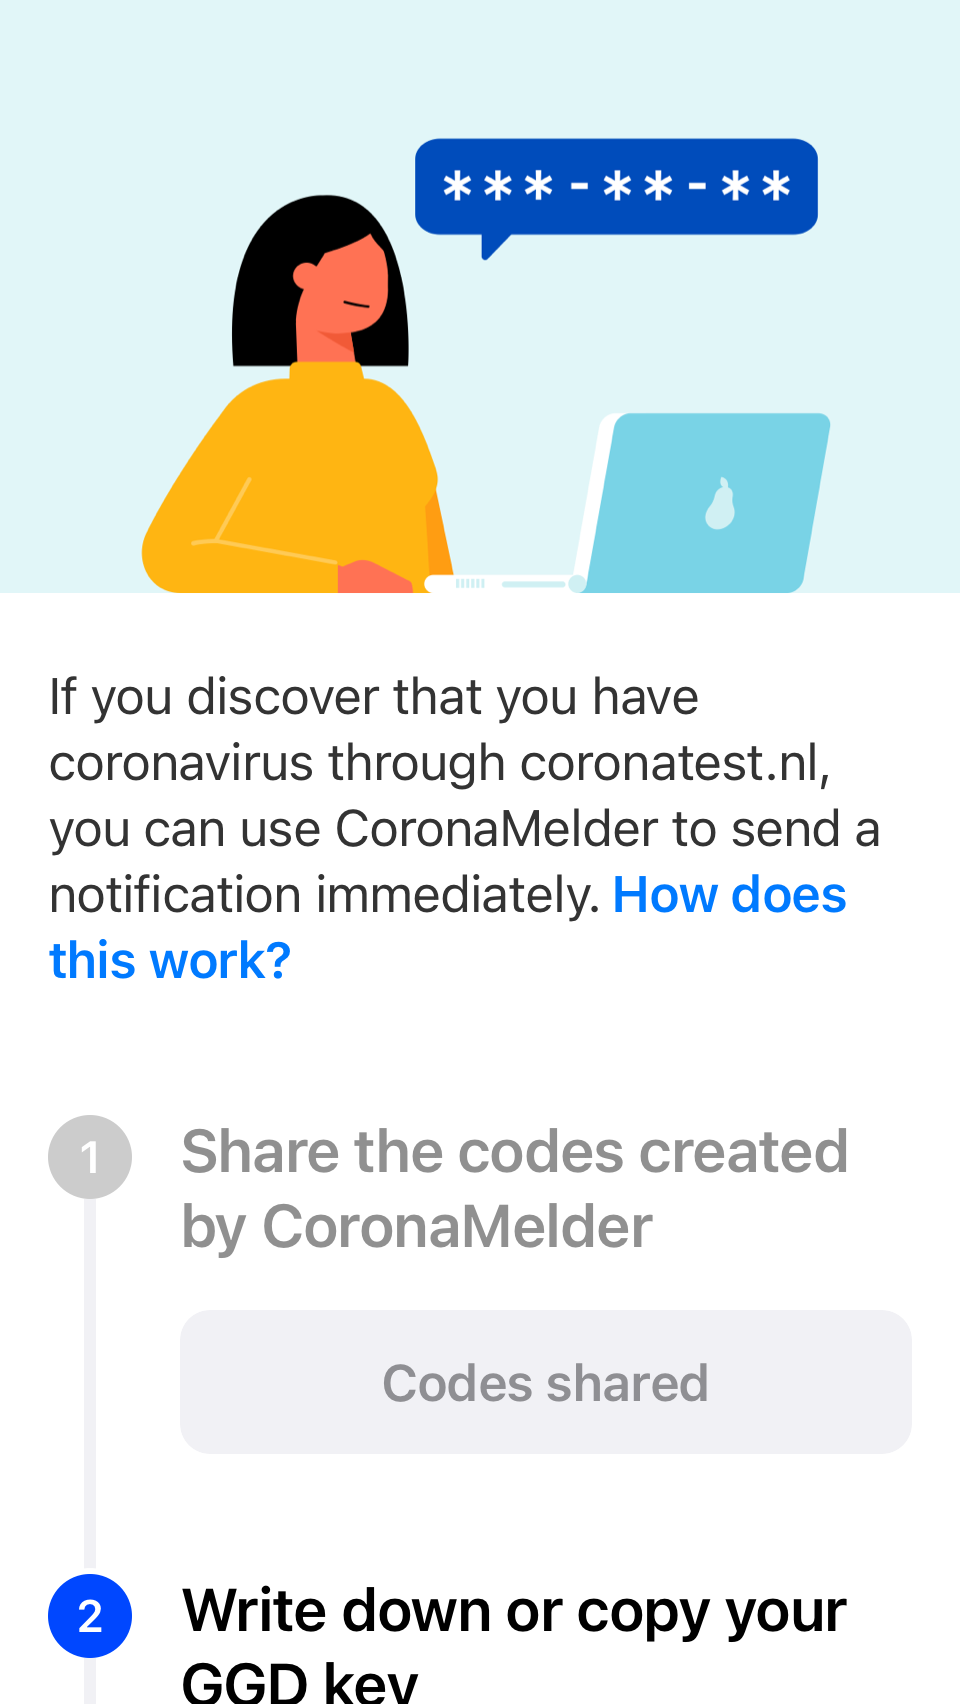 ***-**-**
If you discover that you have
coronavirus through coronatest.nl,
you can use CoronaMelder to send a
notification immediately. How does
this work?
1
Share the codes created
by CoronaMelder
Codes shared
2
Write down or copy your
GGD key